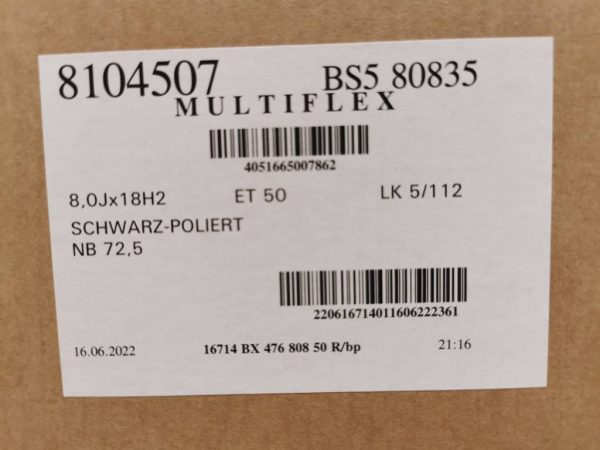 8104507 BS5 80835
MULTIFLEX
4051665007862
8,0Jx18H2 ET 50 LK 5/112
SCHWARZ-POLIERT
NB 72,5
220616714011606222361
16.06.2022 16714 BX 476 808 50 R/bp 21:16